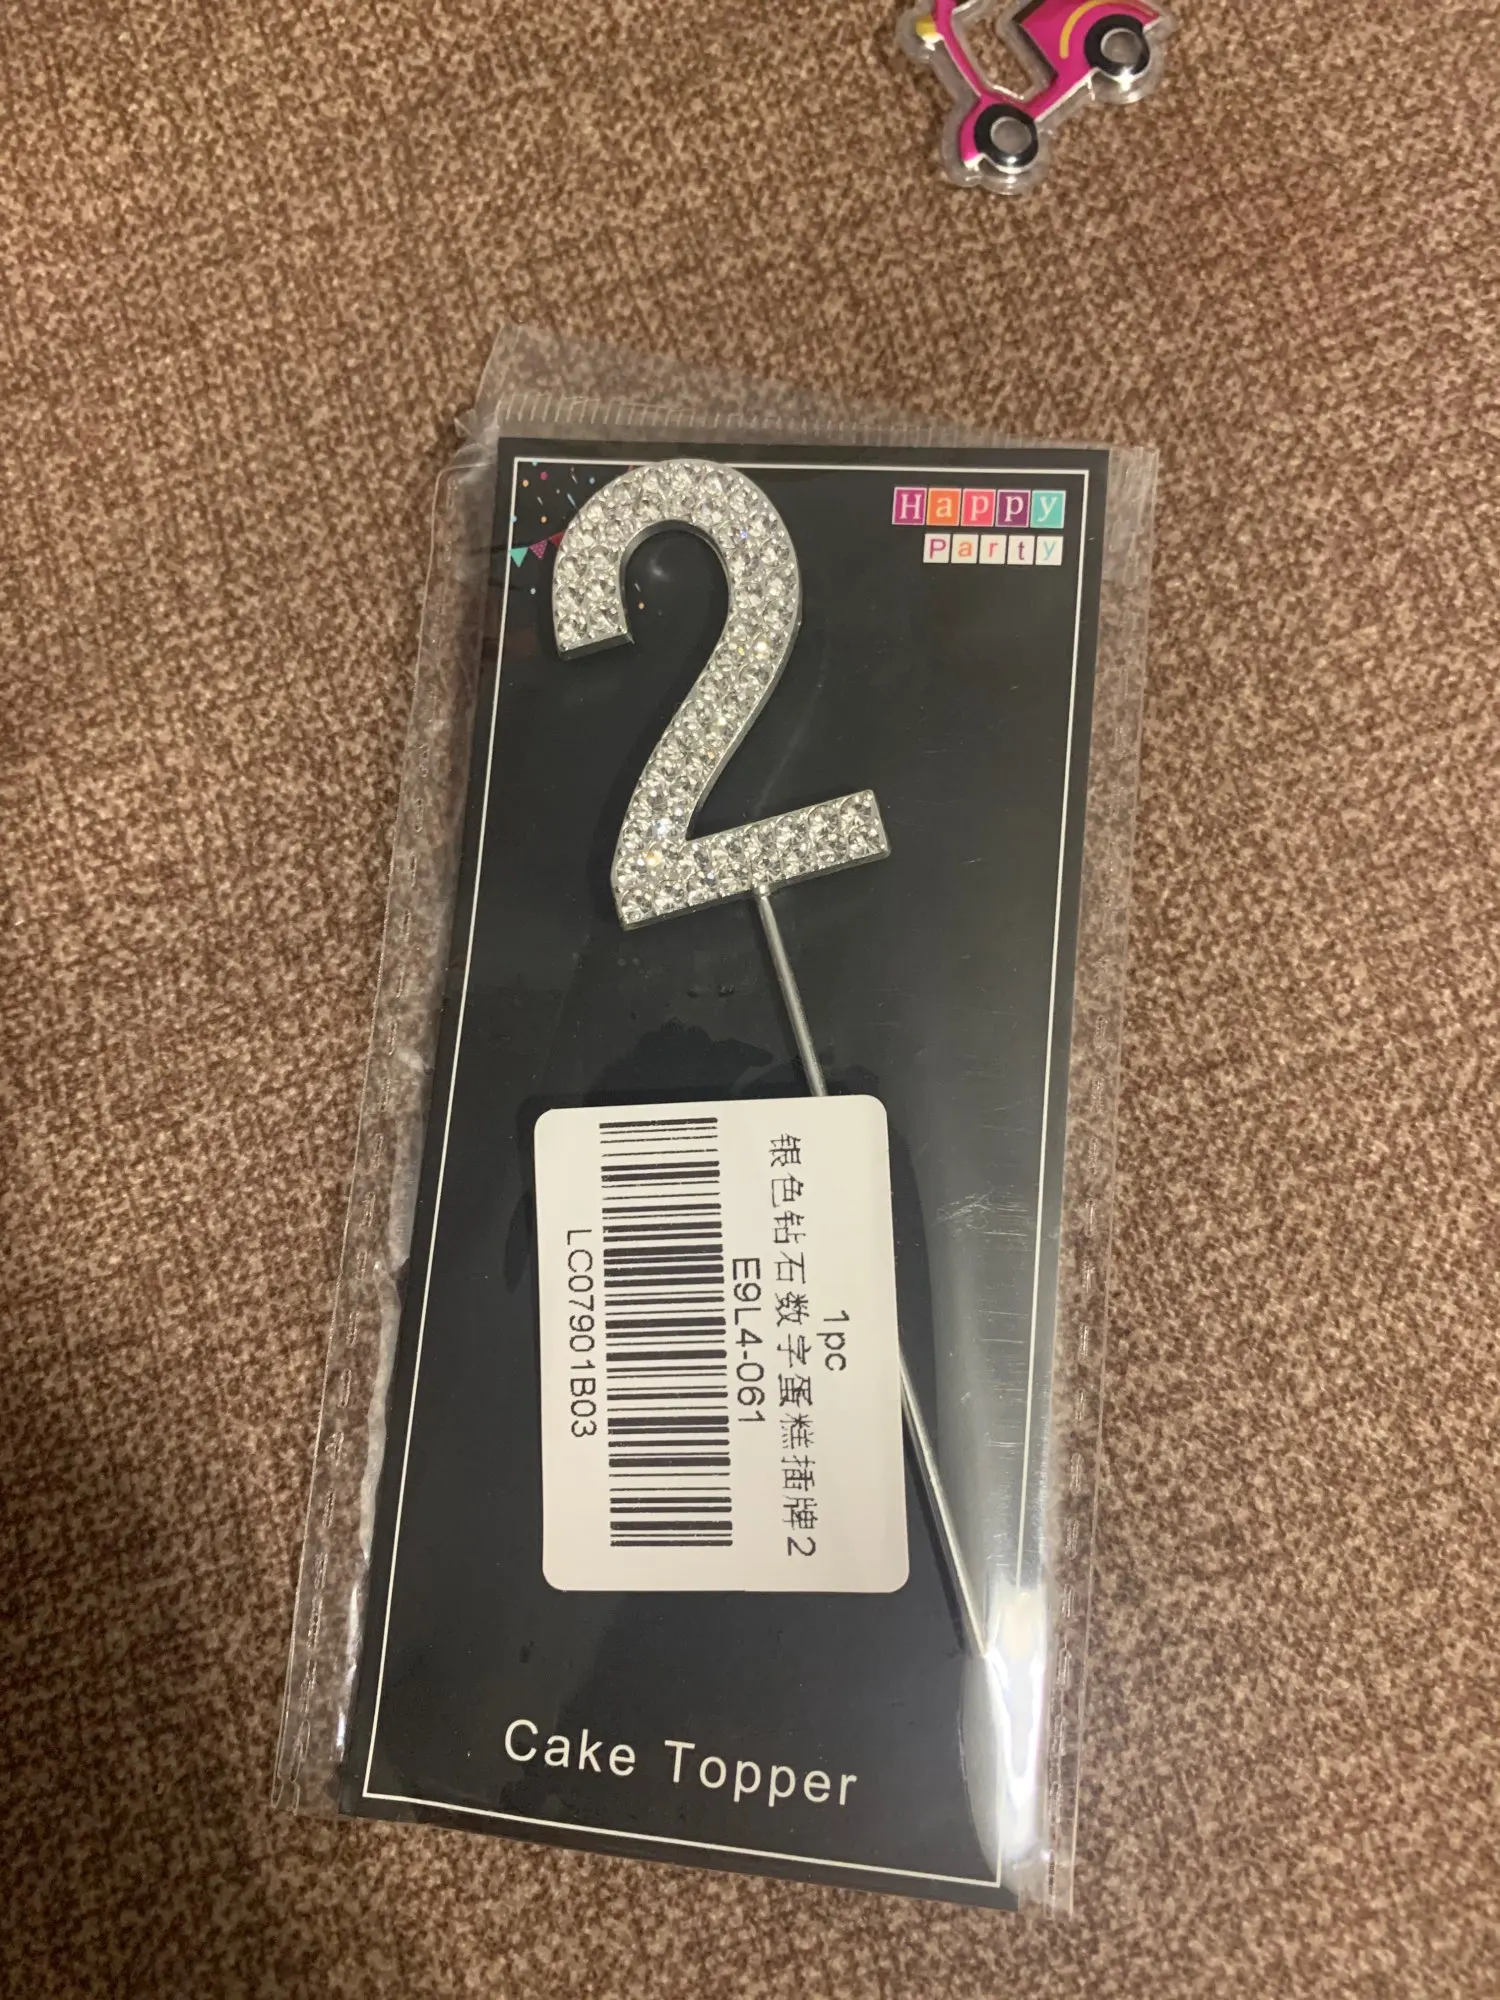 2
Happy
Party
1pc
银色钻石数字蛋糕插牌2
E9L4-061
LC07901B03
Cake Topper